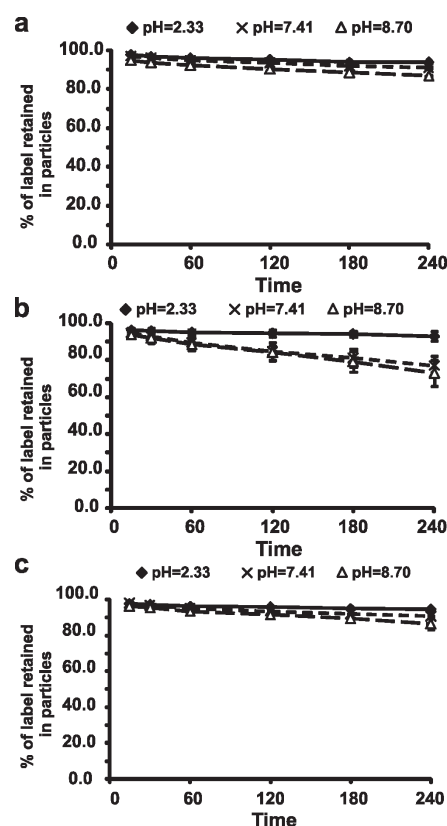 a
pH=2.33 pH=7.41 pH=8.70
100.0
80.0
60.0
40.0
20.0
0.0
% of label retained
in particles
0 60 120 180 240
Time
b
pH=2.33 pH=7.41 pH=8.70
100.0
80.0
60.0
40.0
20.0
0.0
% of label retained
in particles
0 60 120 180 240
Time
c
pH=2.33 pH=7.41 pH=8.70
100.0
80.0
60.0
40.0
20.0
0.0
% of label retained
in particles
0 60 120 180 240
Time